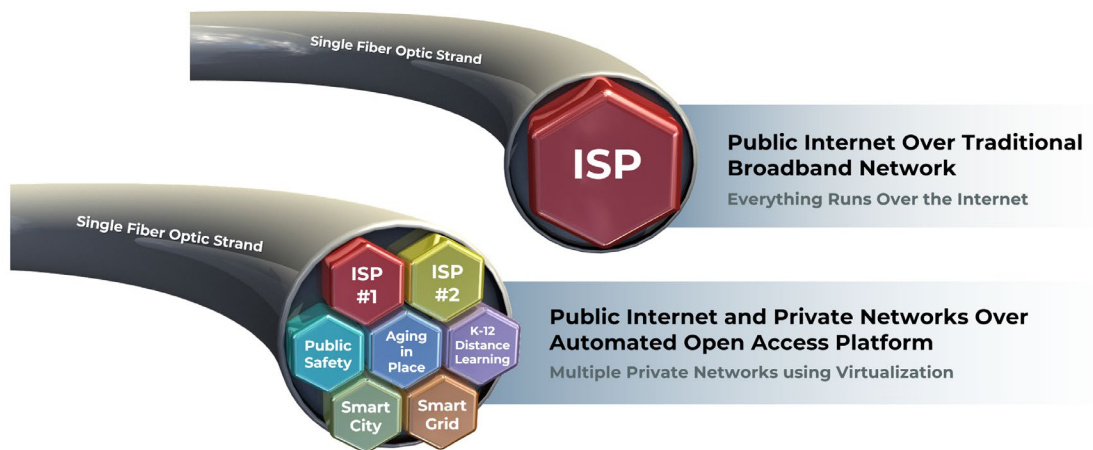 Single Fiber Optic Strand
ISP
Public Internet Over Traditional
Broadband Network
Everything Runs Over the Internet
Single Fiber Optic Strand
ISP
#1
ISP
#2
Public
Safety
Aging
in
Place
K-12
Distance
Learning
Smart
City
Smart
Grid
Public Internet and Private Networks Over
Automated Open Access Platform
Multiple Private Networks using Virtualization